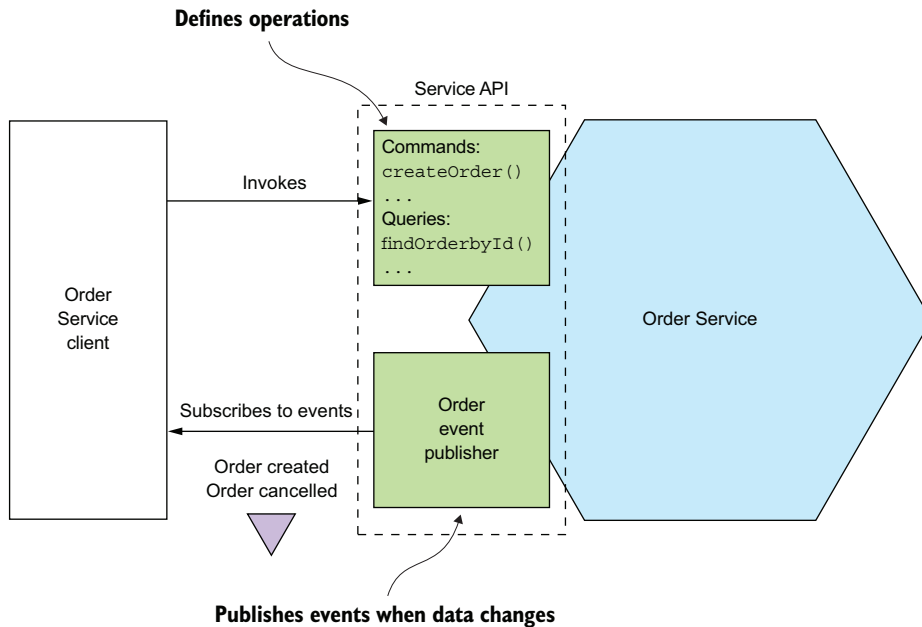 Defines operations
Service API
Commands:
createOrder()
...
Queries:
findOrderbyId()
...
Invokes
Order
Service
client
Order Service
Subscribes to events
Order
event
publisher
Order created
Order cancelled
Publishes events when data changes